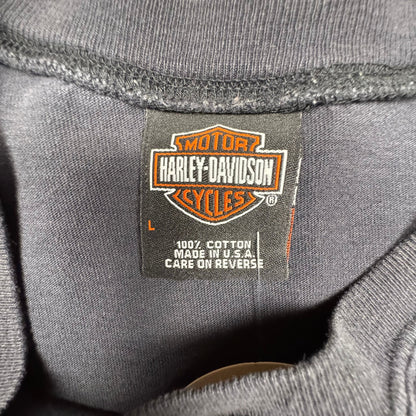 MOTOR
HARLEY-DAVIDSON
CYCLES
®
L
100% COTTON
MADE IN U.S.A.
CARE ON REVERSE